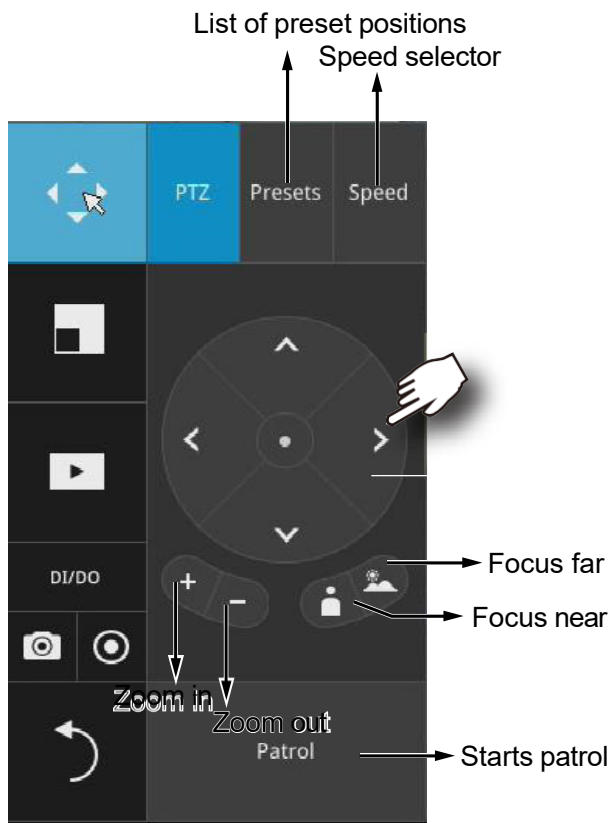 List of preset positions
Speed selector
PTZ
Presets
Speed
DI/DO
Focus far
Focus near
Zoom in
Zoom out
Patrol
Starts patrol